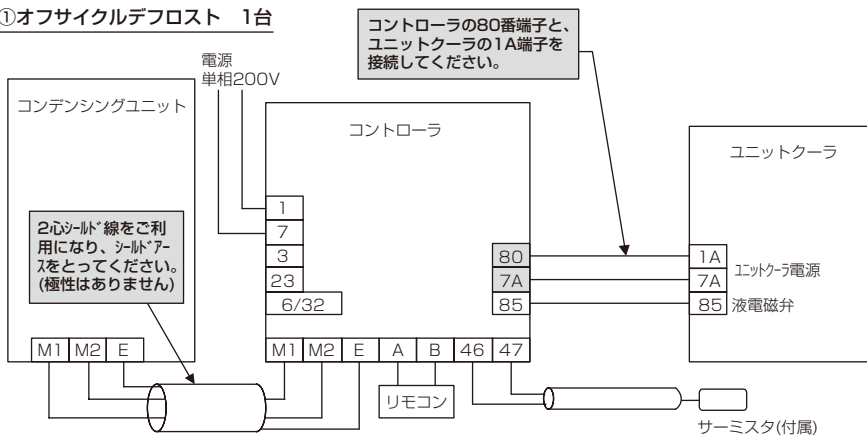 ①オフサイクルデフロスト　1台
コントローラの80番端子と、
ユニットクーラの1A端子を
接続してください。
電源
単相200V
コンデンシングユニット
コントローラ
ユニットクーラ
2心シールド線をご利
用になり、シールドアー
スをとってください。
(極性はありません)
1
7
3
23
6/32
80
7A
85
1A
7A
85
ユニットクーラ電源
液電磁弁
M1 M2 E
M1 M2 E A B 46 47
リモコン
サーミスタ(付属)